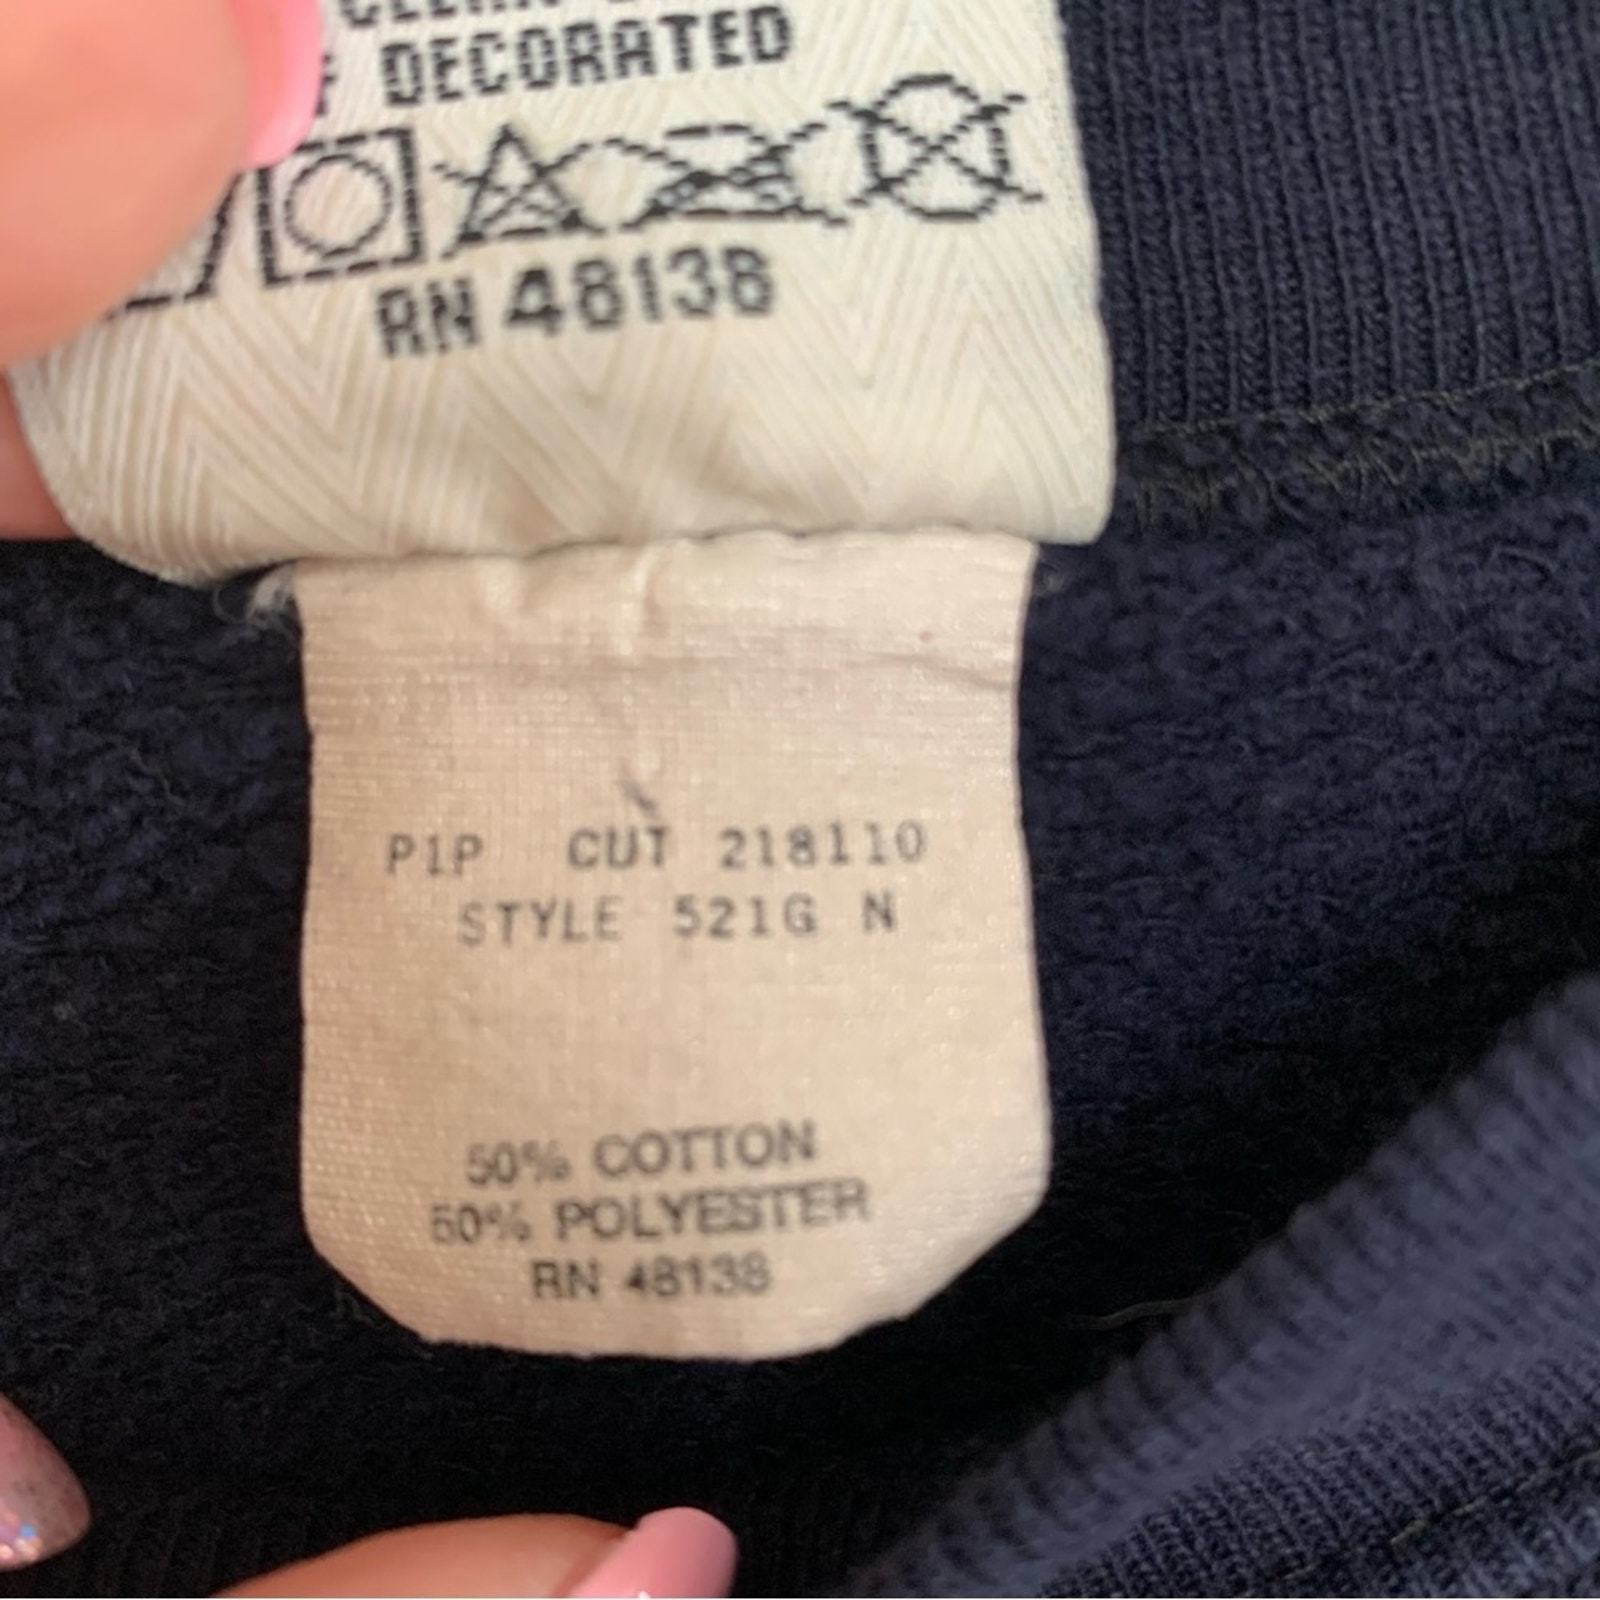 DECORATED
RN 48138
P1P CUT 218110
STYLE 521G N
50% COTTON
50% POLYESTER
RN 48138